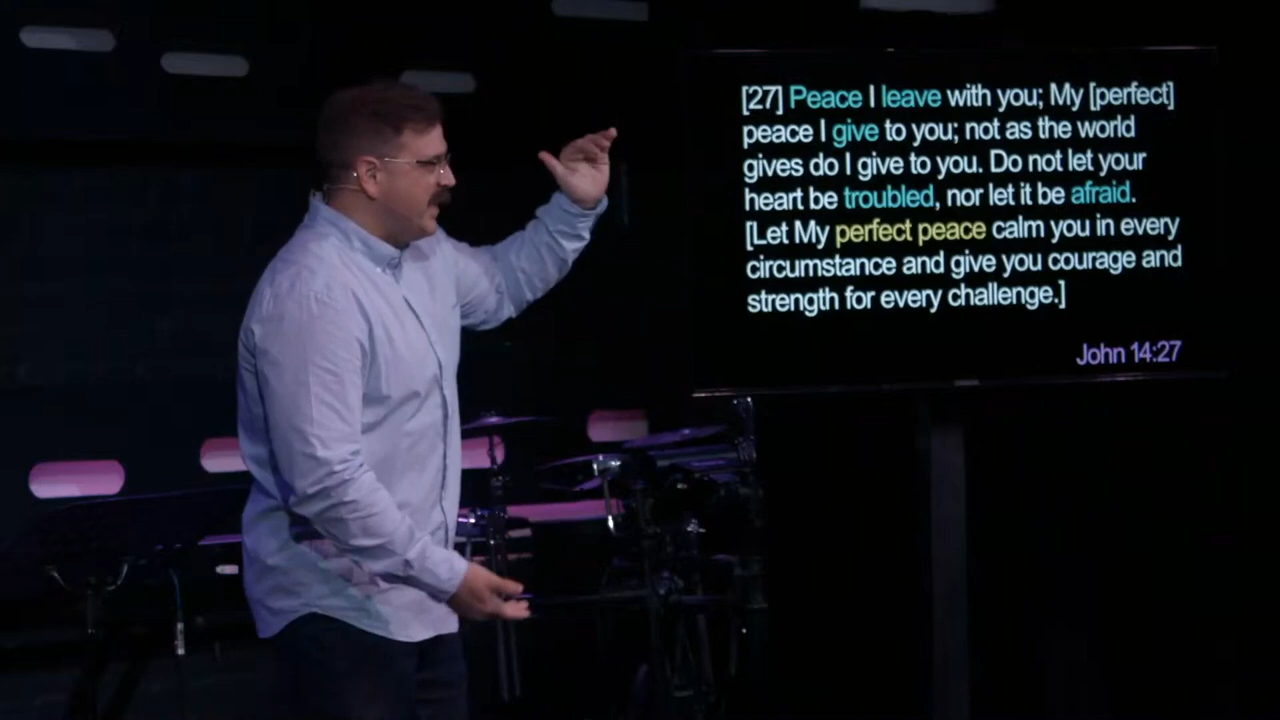 [27] Peace I leave with you; My [perfect]
peace I give to you; not as the world
gives do I give to you. Do not let your
heart be troubled, nor let it be afraid.
[Let My perfect peace calm you in every
circumstance and give you courage and
strength for every challenge.]
John 14:27